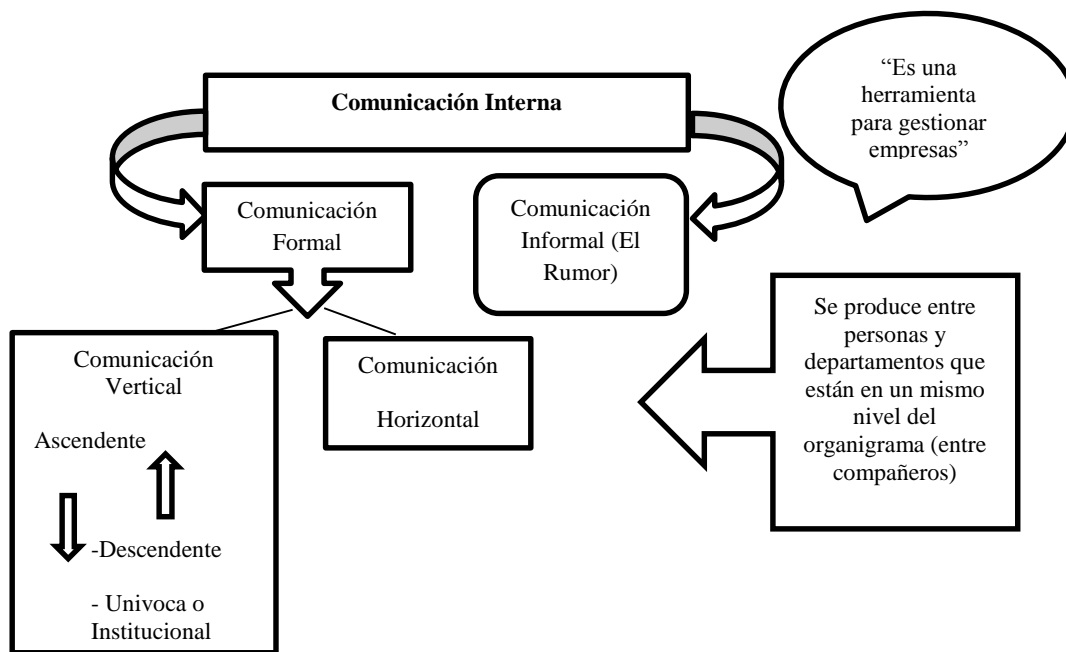 Comunicación Interna
“Es una
herramienta
para gestionar
empresas”
Comunicación
Formal
Comunicación
Informal (El
Rumor)
Comunicación
Vertical
Ascendente
-Descendente
- Univoca o
Institucional
Comunicación
Horizontal
Se produce entre
personas y
departamentos que
están en un mismo
nivel del
organigrama (entre
compañeros)